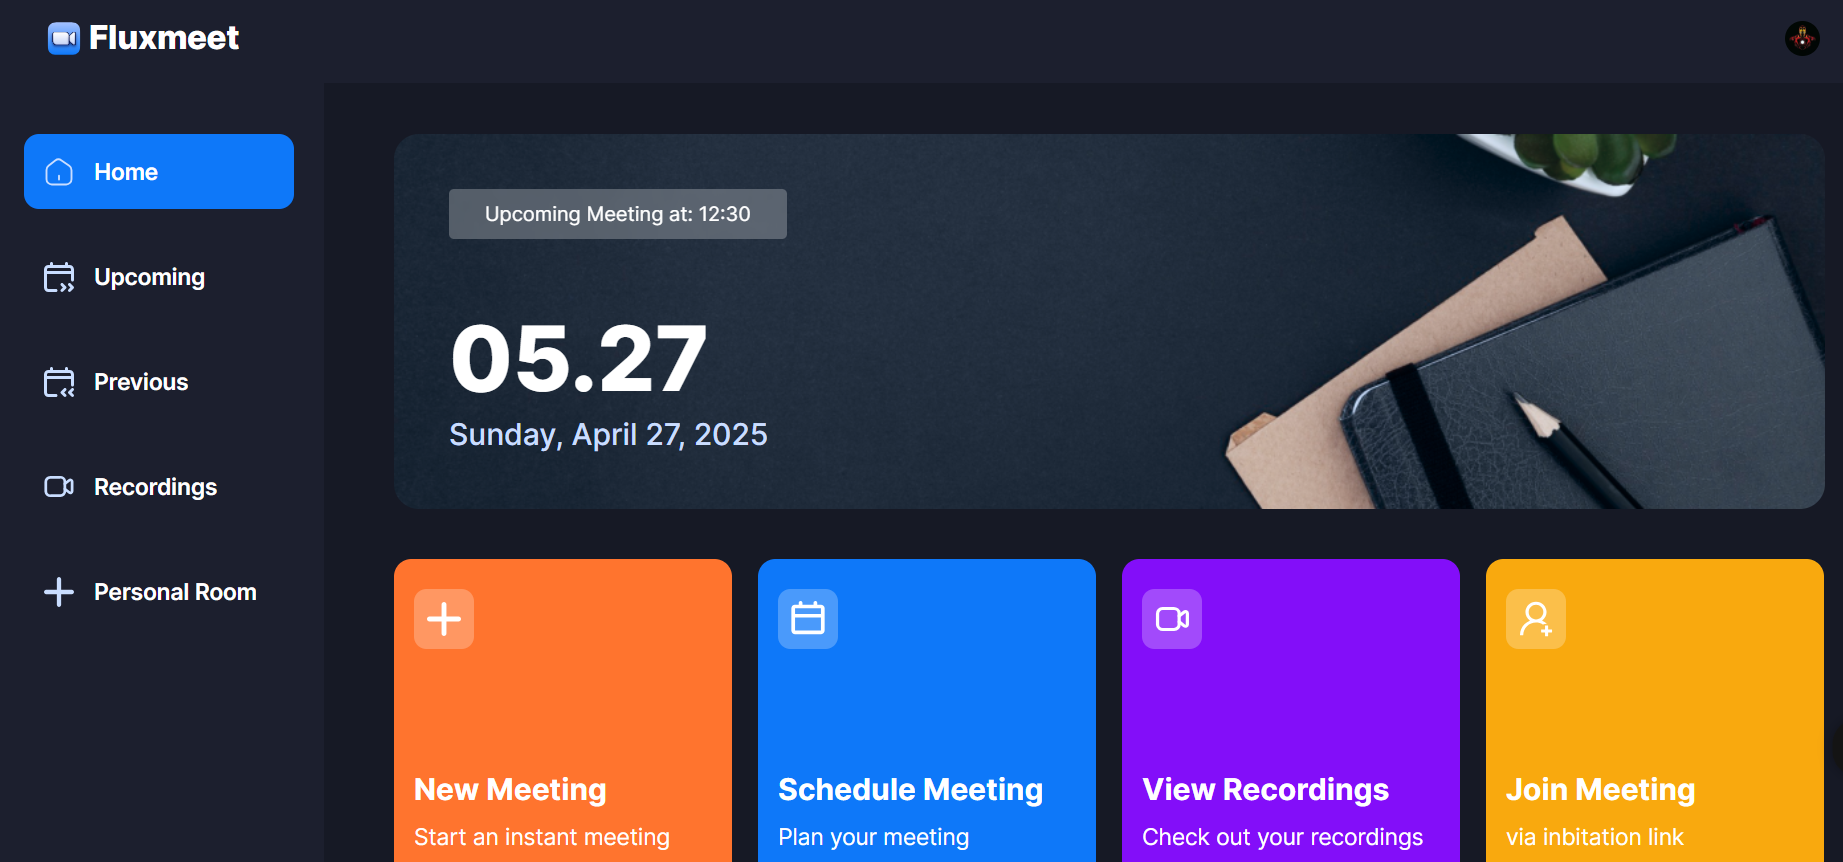 Fluxmeet
Home
Upcoming
Previous
Recordings
Personal Room
Upcoming Meeting at: 12:30
05.27
Sunday, April 27, 2025
New Meeting
Start an instant meeting
Schedule Meeting
Plan your meeting
View Recordings
Check out your recordings
Join Meeting
via inbitation link